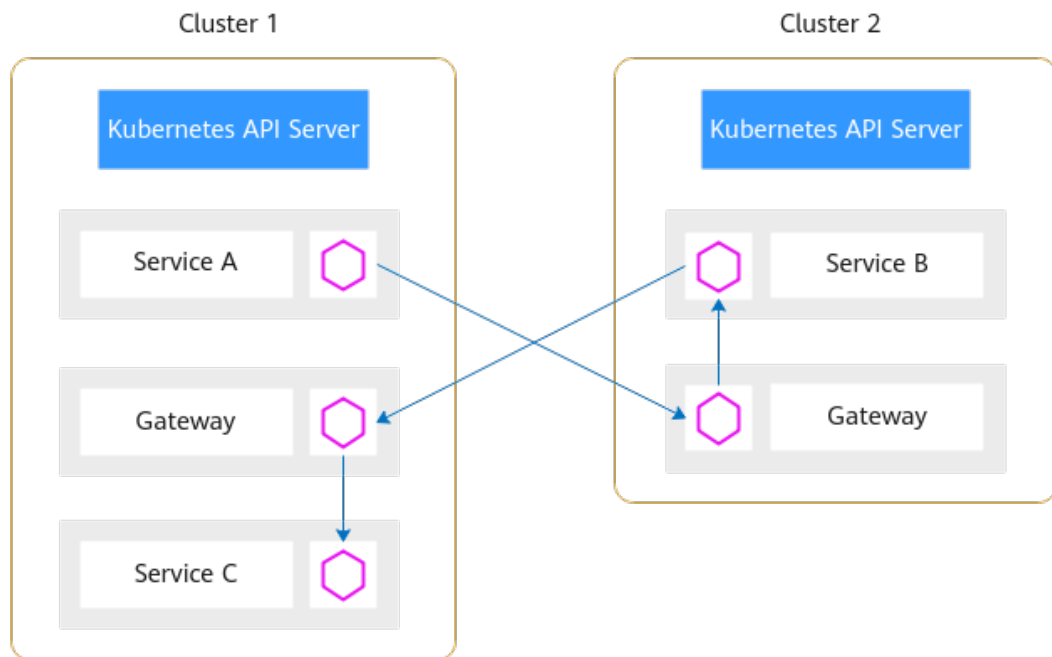 Cluster 1
Cluster 2
Kubernetes API Server
Kubernetes API Server
Service A
Service B
Gateway
Gateway
Service C